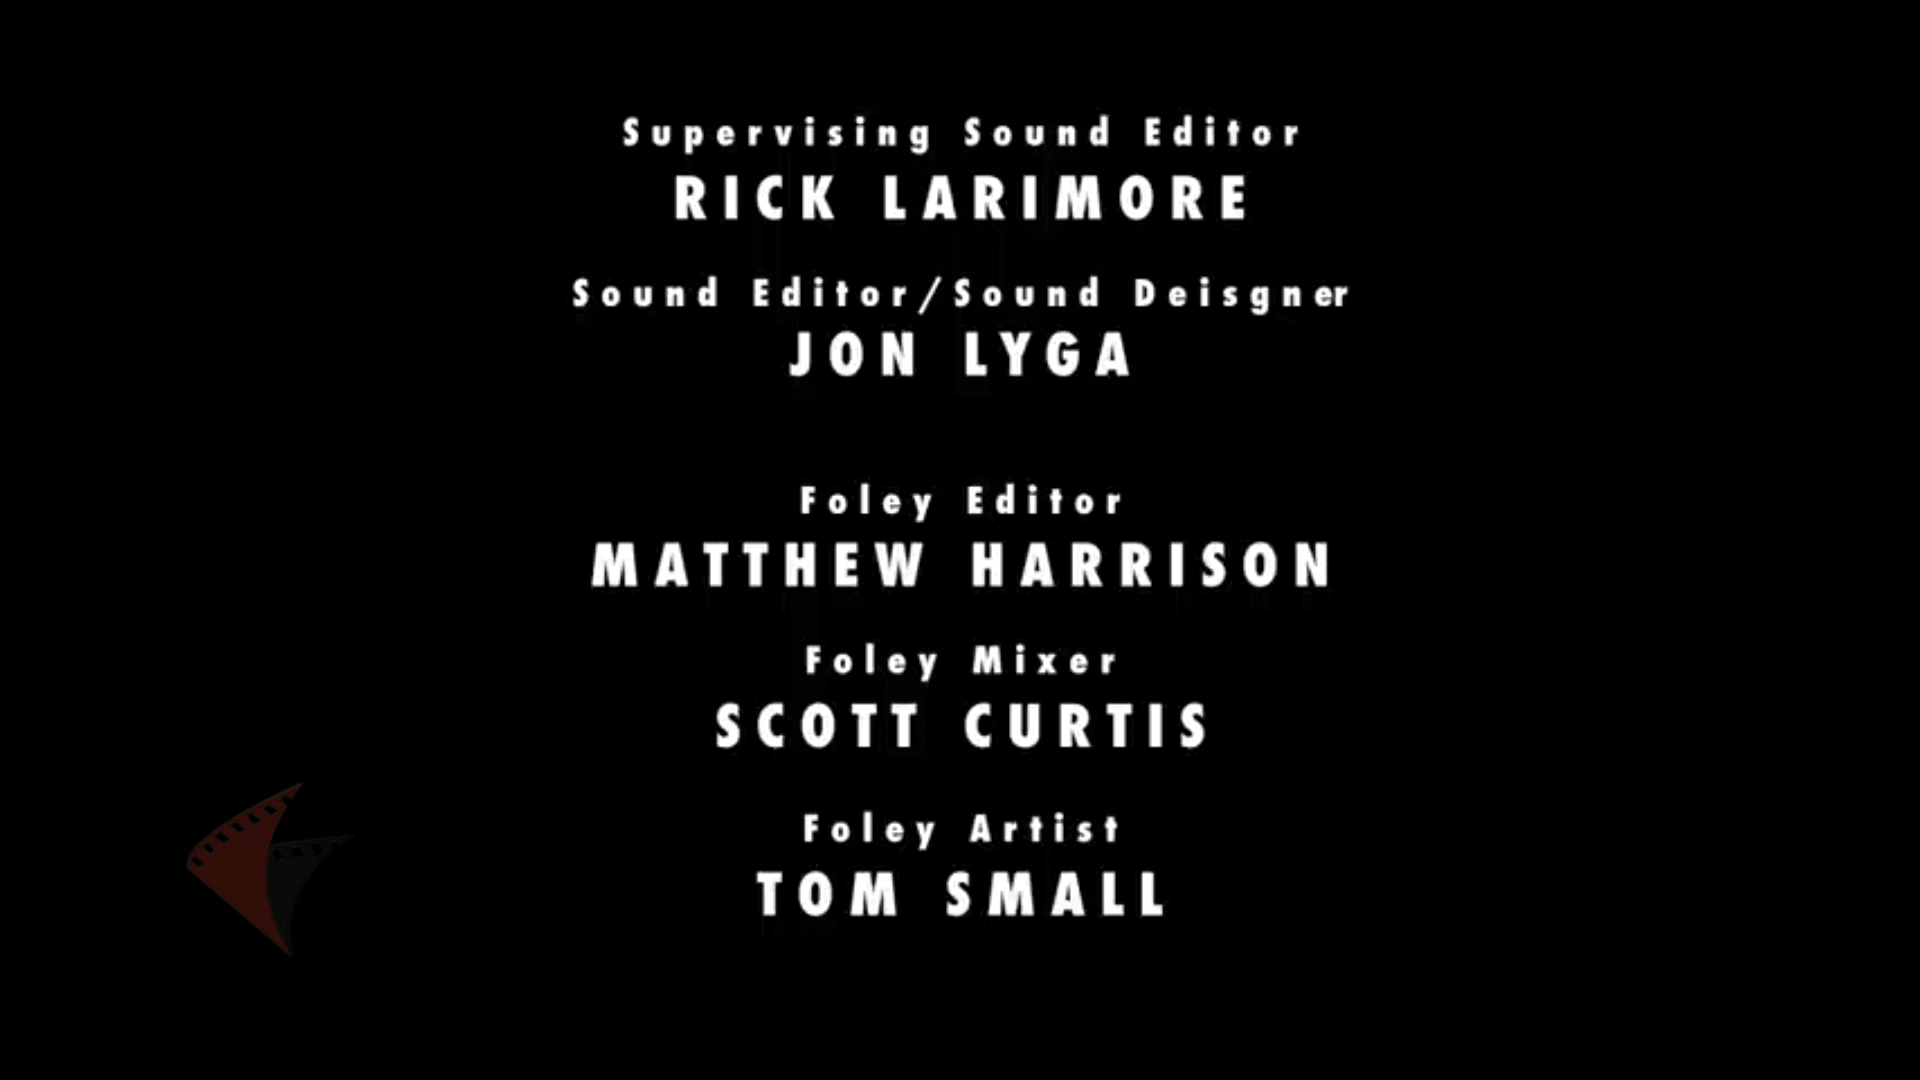 Supervising Sound Editor
RICK LARIMORE
Sound Editor/Sound Deisgner
JON LYGA
Foley Editor
MATTHEW HARRISON
Foley Mixer
SCOTT CURTIS
Foley Artist
TOM SMALL